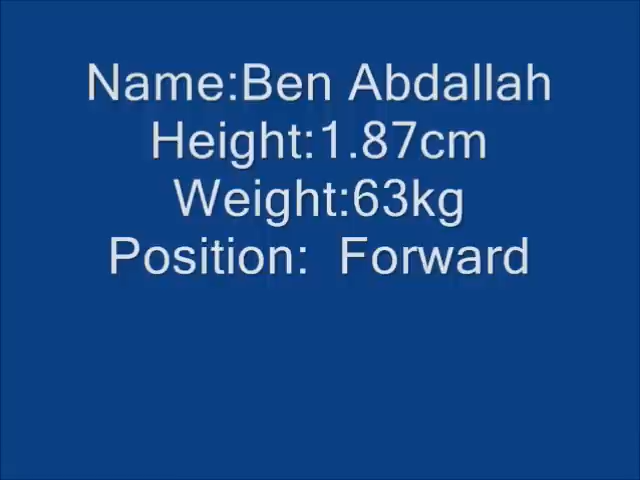 Name:Ben Abdallah
Height:1.87cm
Weight:63kg
Position:  Forward